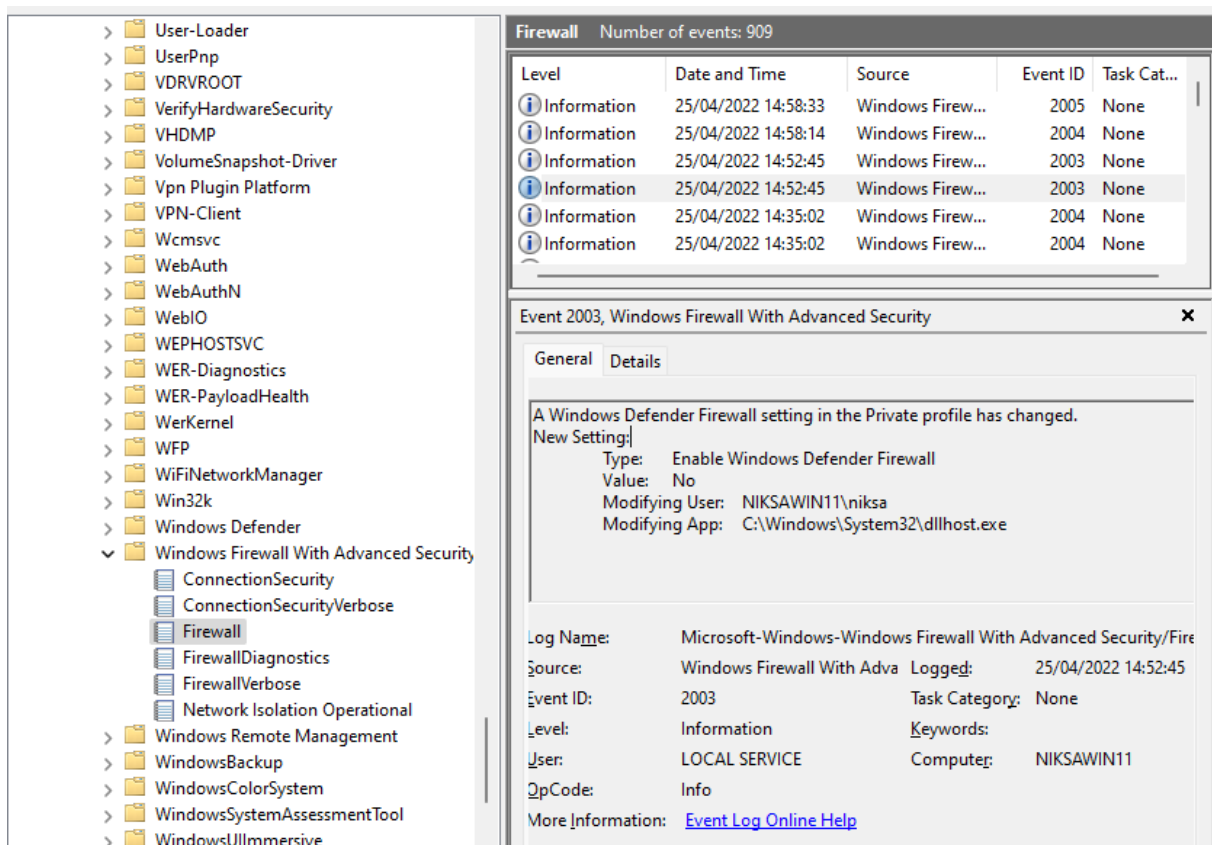 User-Loader
UserPnp
VDRVROOT
VerifyHardwareSecurity
VHDMP
VolumeSnapshot-Driver
Vpn Plugin Platform
VPN-Client
Wcmsvc
WebAuth
WebAuthN
WebIO
WEPHOSTSVC
WER-Diagnostics
WER-PayloadHealth
WerKernel
WFP
WiFiNetworkManager
Win32k
Windows Defender
Windows Firewall With Advanced Security
ConnectionSecurity
ConnectionSecurityVerbose
Firewall
FirewallDiagnostics
FirewallVerbose
Network Isolation Operational
Windows Remote Management
WindowsBackup
WindowsColorSystem
WindowsSystemAssessmentTool
WindowsUIImmersive
Firewall Number of events: 909
Level Date and Time Source Event ID Task Cat...
Information 25/04/2022 14:58:33 Windows Firew... 2005 None
Information 25/04/2022 14:58:14 Windows Firew... 2004 None
Information 25/04/2022 14:52:45 Windows Firew... 2003 None
Information 25/04/2022 14:52:45 Windows Firew... 2003 None
Information 25/04/2022 14:35:02 Windows Firew... 2004 None
Information 25/04/2022 14:35:02 Windows Firew... 2004 None
Event 2003, Windows Firewall With Advanced Security
General Details
A Windows Defender Firewall setting in the Private profile has changed.
New Setting:
Type: Enable Windows Defender Firewall
Value: No
Modifying User: NIKSAWIN11\niksa
Modifying App: C:\Windows\System32\dllhost.exe
Log Name: Microsoft-Windows-Windows Firewall With Advanced Security/Fire
Source: Windows Firewall With Adva Logged: 25/04/2022 14:52:45
Event ID: 2003 Task Category: None
Level: Information Keywords:
User: LOCAL SERVICE Computer: NIKSAWIN11
OpCode: Info
More Information: Event Log Online Help